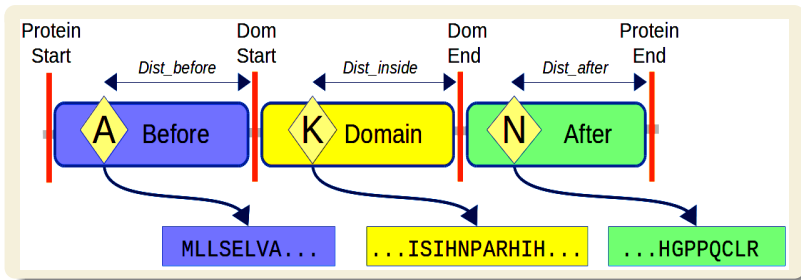 Protein Start
Dom Start
Dom End
Protein End
Dist_before
Dist_inside
Dist_after
A Before
K Domain
N After
MLLSELVA...
...ISIHNPARHIH...
...HGPPQCLR